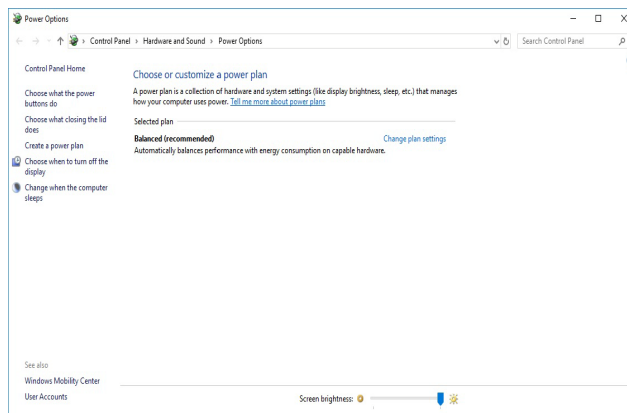 Power Options
Control Panel > Hardware and Sound > Power Options
Search Control Panel
Control Panel Home
Choose what the power
buttons do
Choose what closing the lid
does
Create a power plan
Choose when to turn off the
display
Change when the computer
sleeps
Choose or customize a power plan
A power plan is a collection of hardware and system settings (like display brightness, sleep, etc.) that manages
how your computer uses power. Tell me more about power plans
Selected plan
Balanced (recommended) Change plan settings
Automatically balances performance with energy consumption on capable hardware.
See also
Windows Mobility Center
User Accounts
Screen brightness: